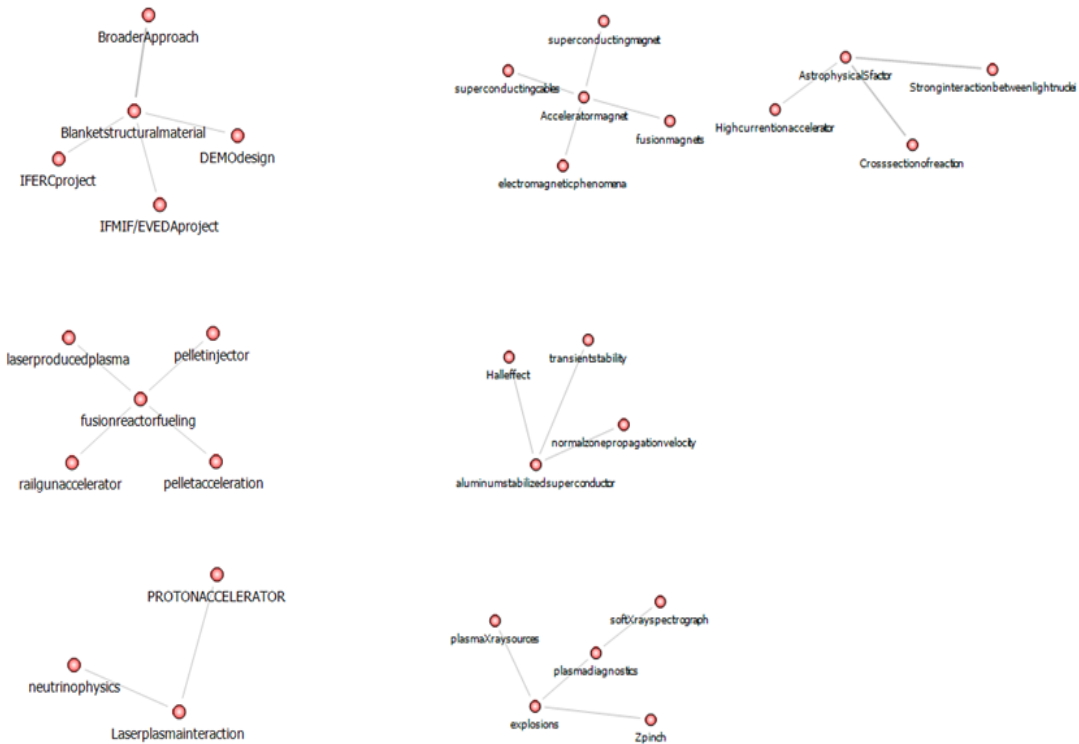 BroaderApproach
Blanketstructuralmaterial
DEMOdesign
IFERCproject
IFMIF/EVEDAproject
superconductingmagnet
superconductingcables
Acceleratormagnet
fusionmagnets
electromagneticphenomena
AstrophysicalSfactor
Stronginteractionbetweenlightnuclei
Highcurrentionaccelerator
Crosssectionofreaction
laserproducedplasma
pelletinjector
fusionreactorfueling
railgunaccelerator
pelletacceleration
transientstability
Halleffect
normalzonepropagationvelocity
aluminumstabilizedsuperconductor
PROTONACCELERATOR
neutrinophysics
Laserplasmainteraction
softXrayspectrograph
plasmaXraysources
plasmadiagnostics
explosions
Zpinch